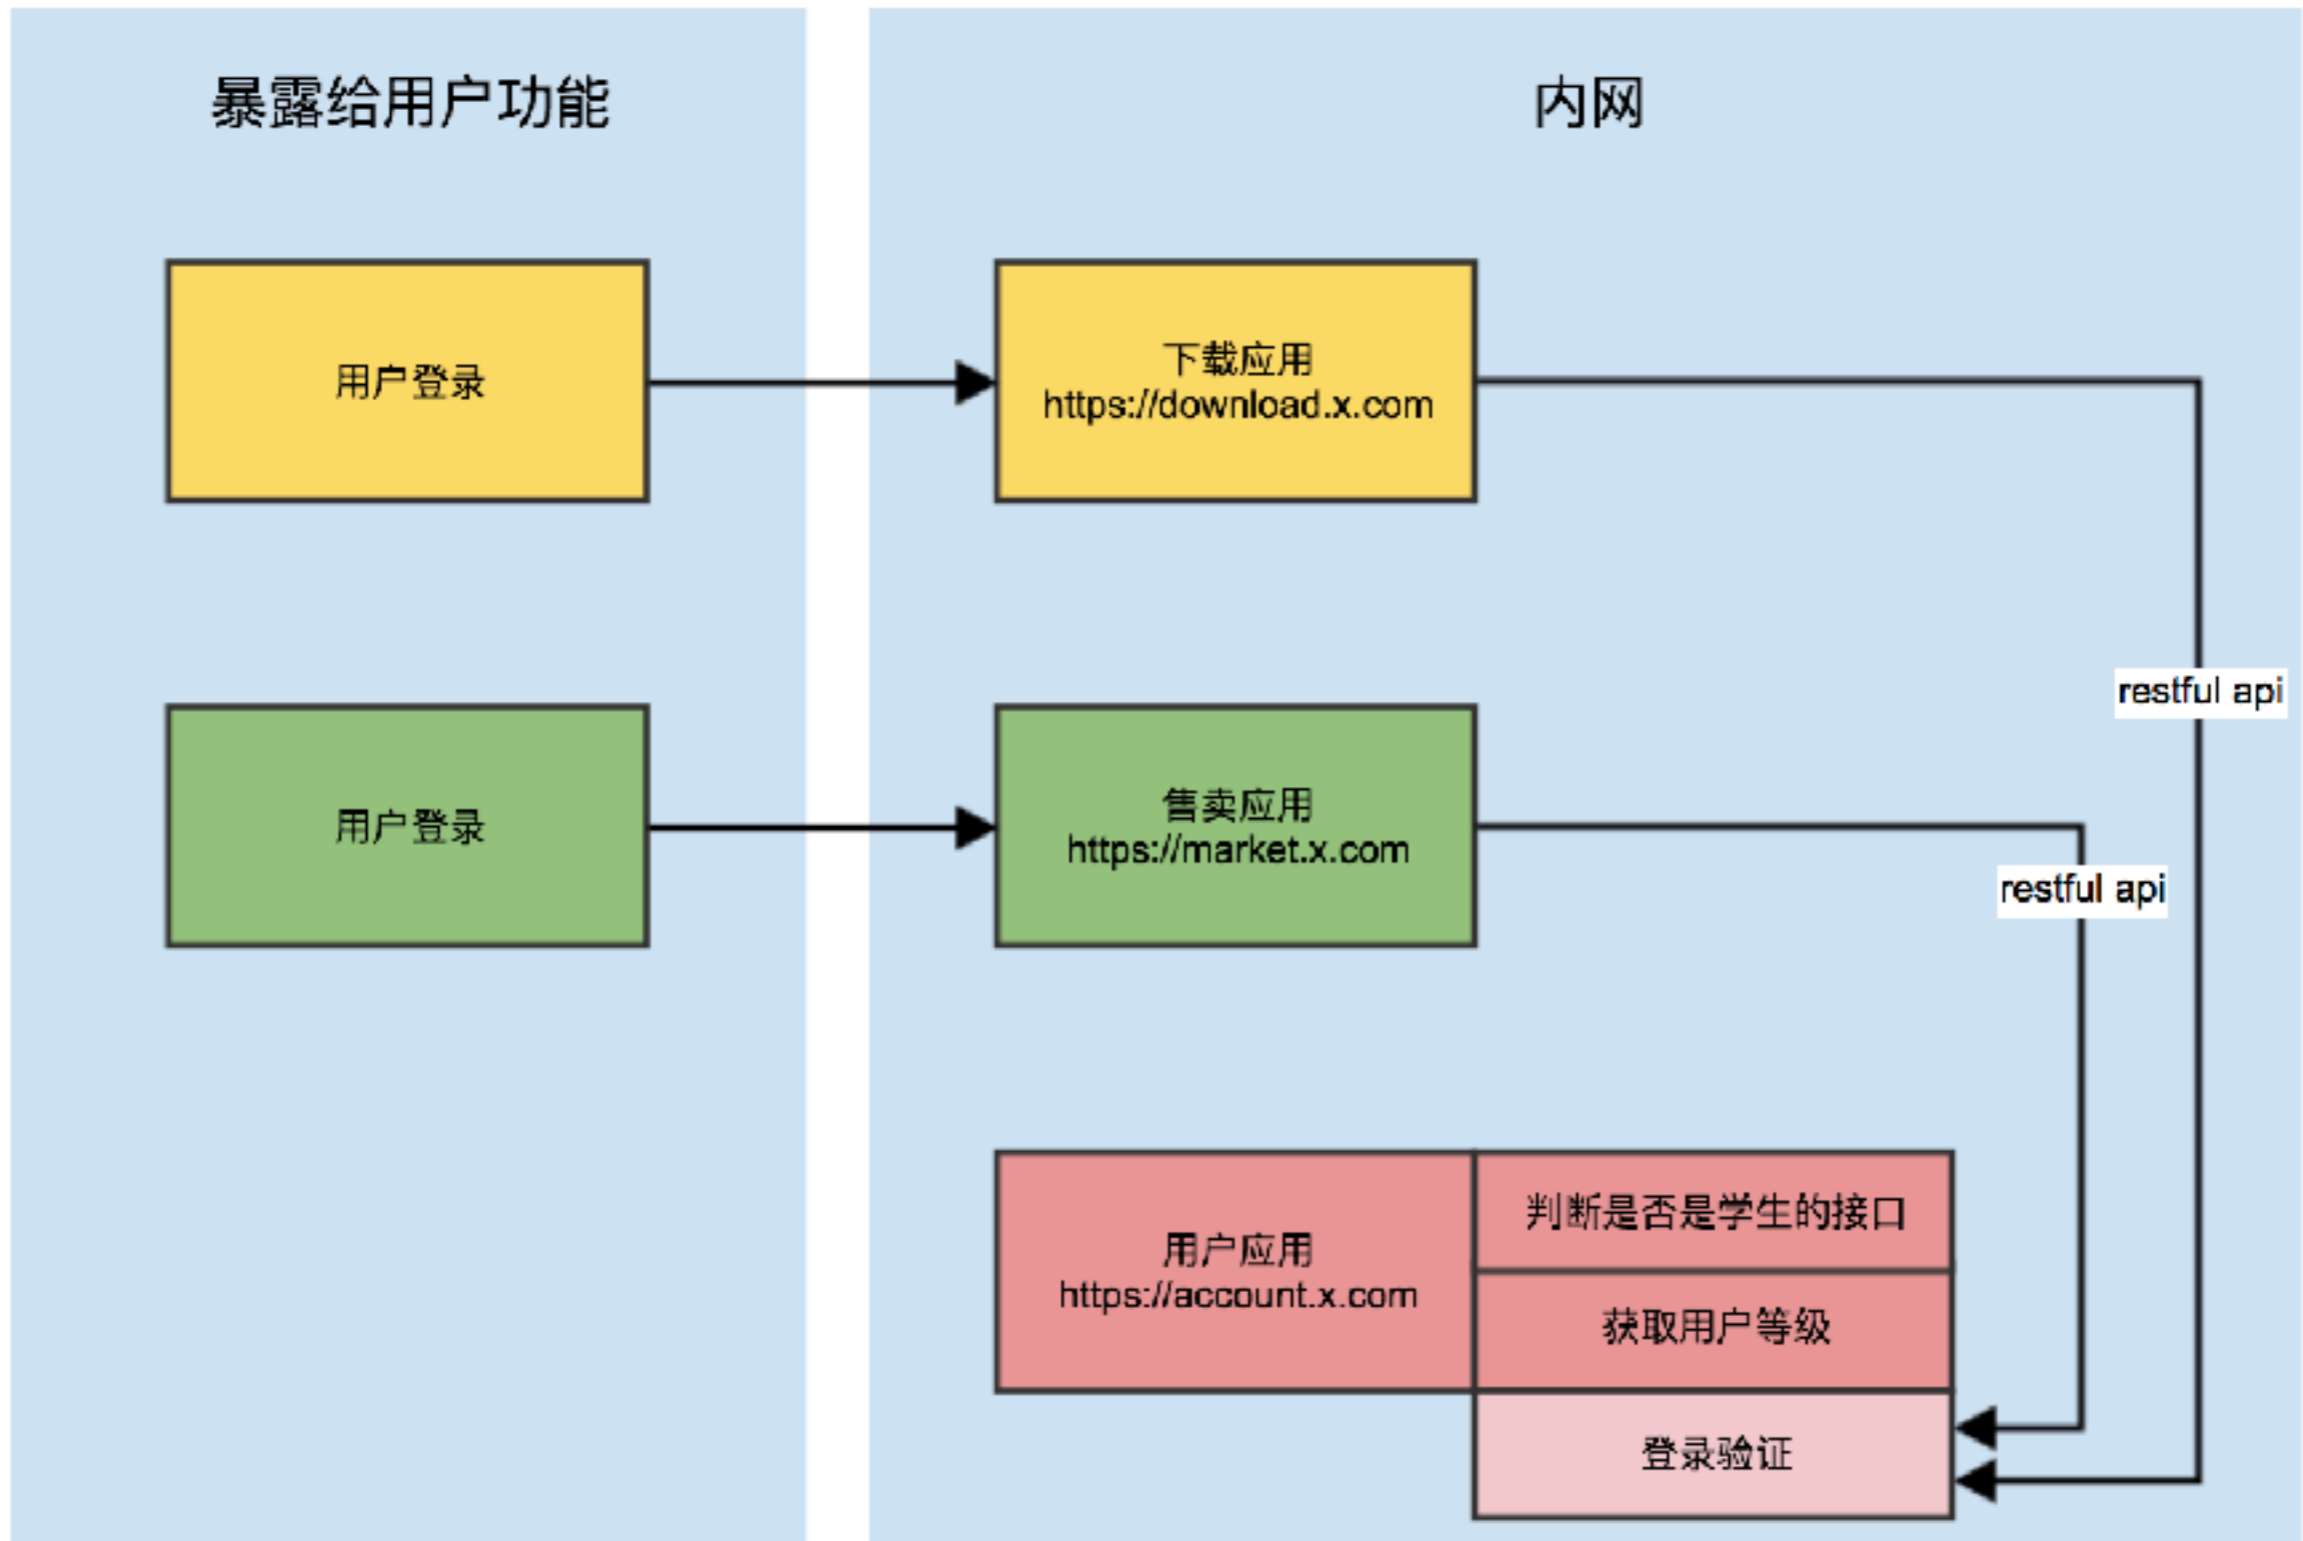 暴露给用户功能
内网
用户登录
下载应用
https://download.x.com
restful api
用户登录
售卖应用
https://market.x.com
restful api
用户应用
https://account.x.com
判断是否是学生的接口
获取用户等级
登录验证